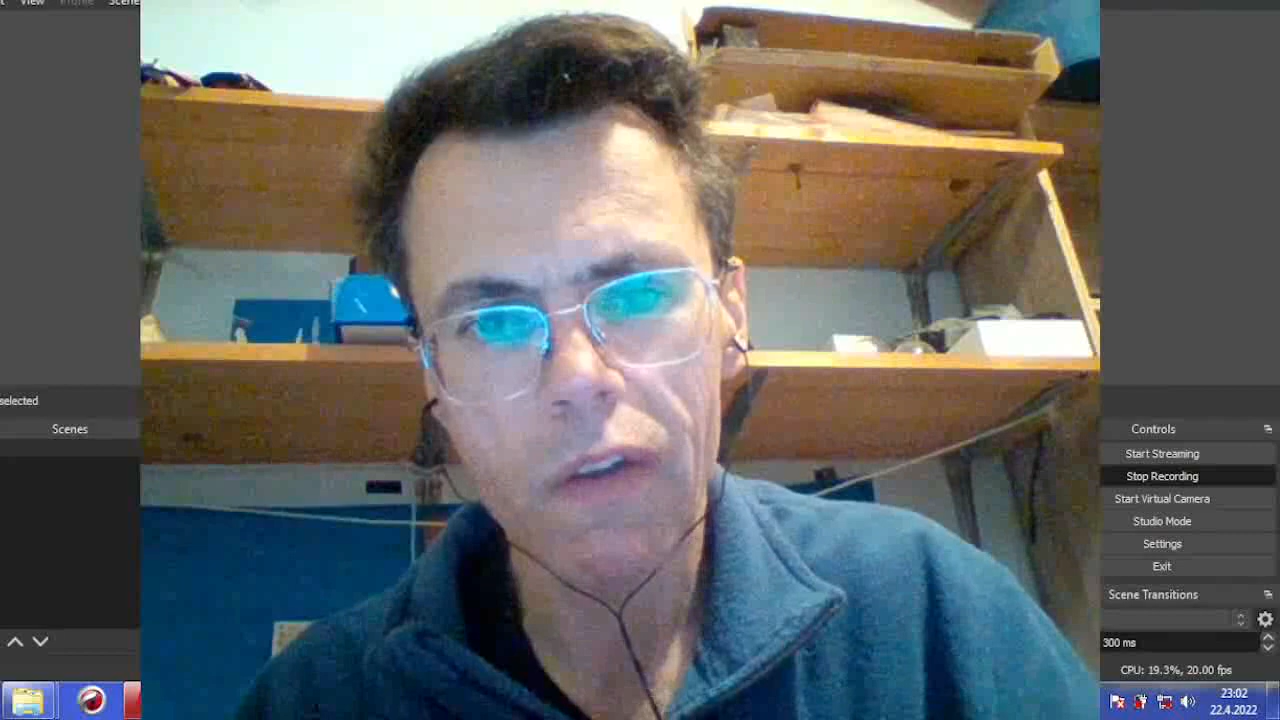 View
Profile
Scene
selected
Scenes
Controls
Start Streaming
Stop Recording
Start Virtual Camera
Studio Mode
Settings
Exit
Scene Transitions
300 ms
CPU: 19.3%, 20.00 fps
23:02
22.4.2022